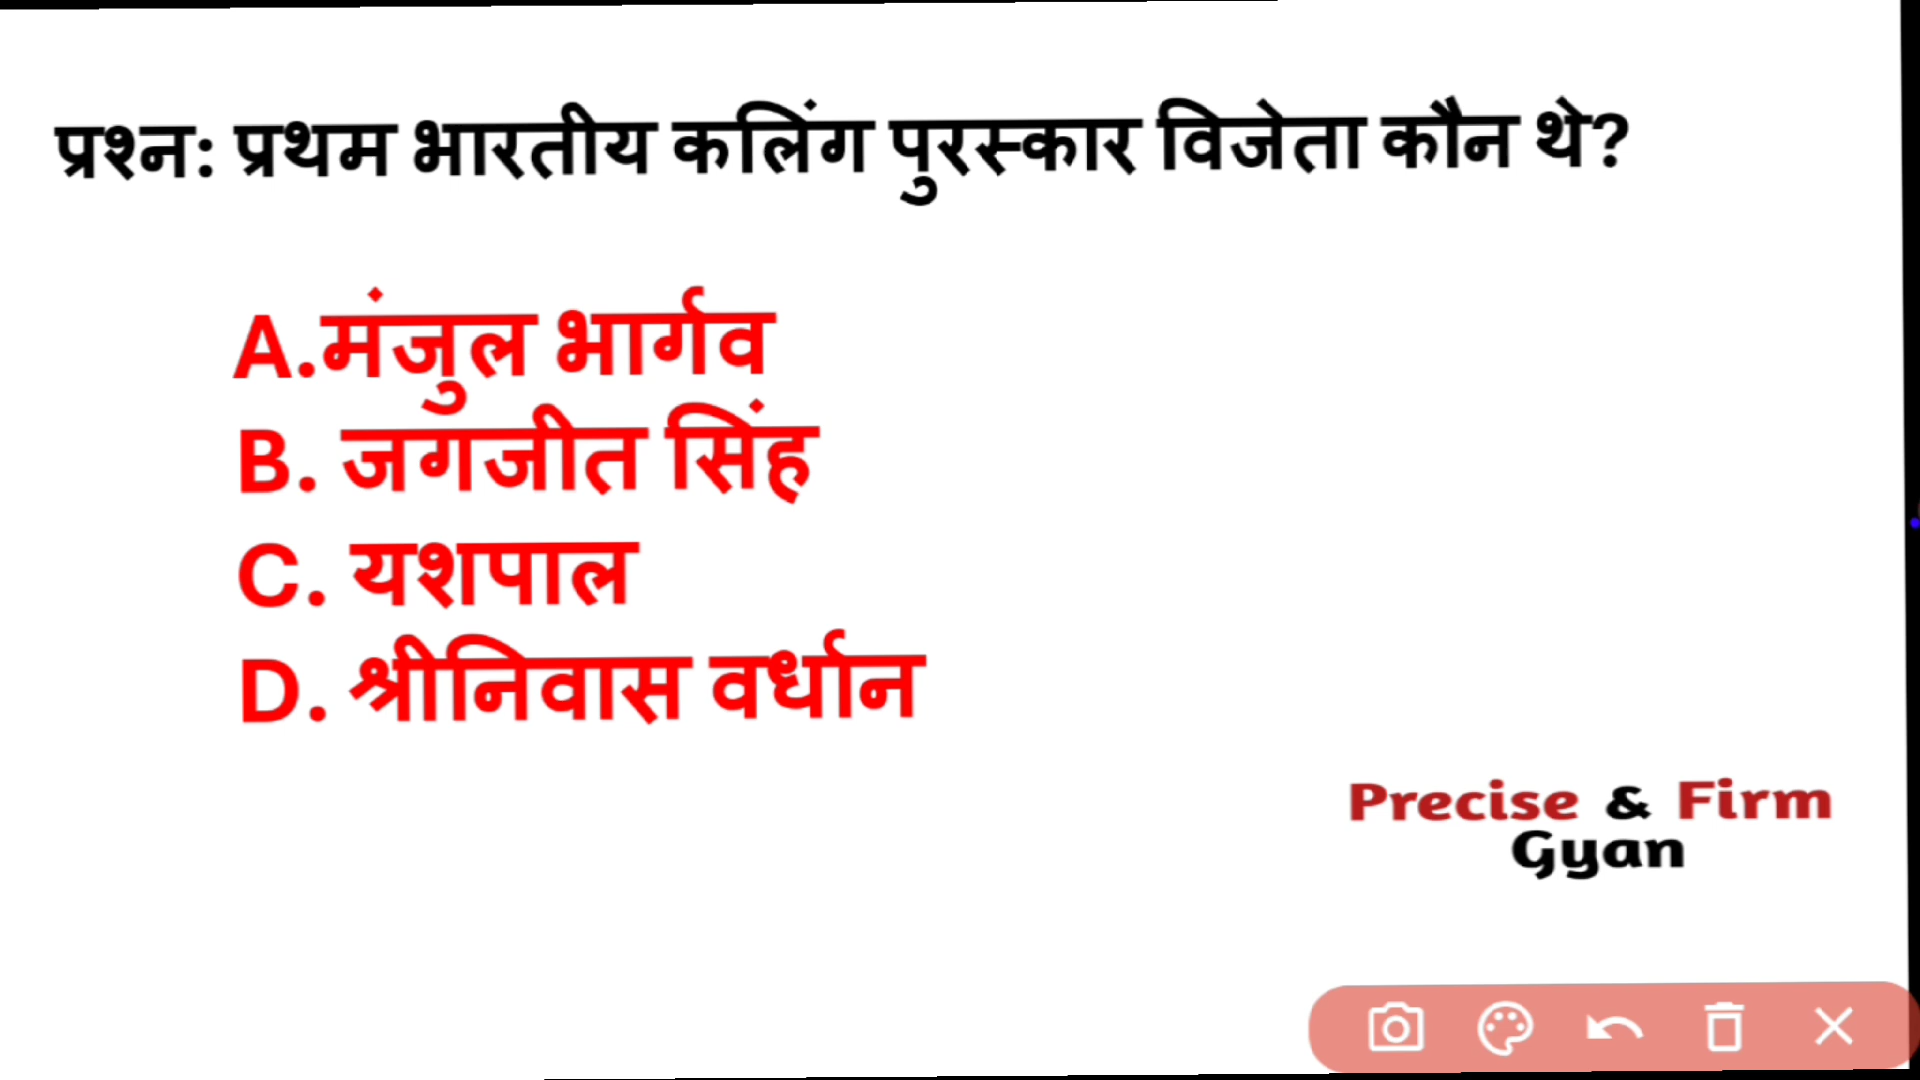 प्रश्न: प्रथम भारतीय कलिंग पुरस्कार विजेता कौन थे?
A.मंजुल भार्गव
B. जगजीत सिंह
C. यशपाल
D. श्रीनिवास वर्धान
Precise & Firm
Gyan